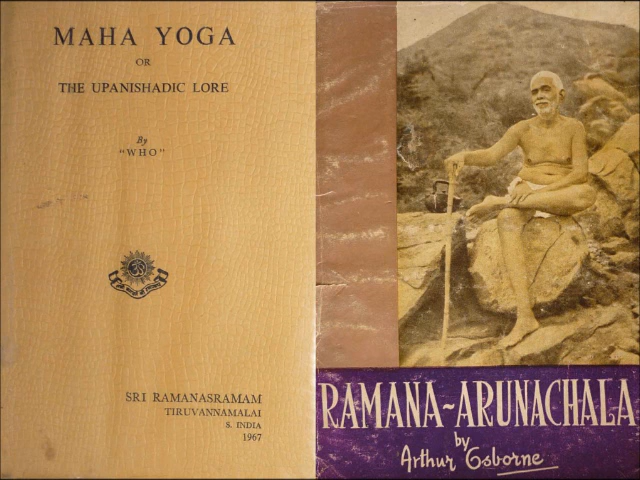 MAHA YOGA
OR
THE UPANISHADIC LORE
By
"WHO"
SRI RAMANASRAMAM
TIRUVANNAMALAI
S. INDIA
1967
RAMANA~ARUNACHALA
by
Arthur Osborne